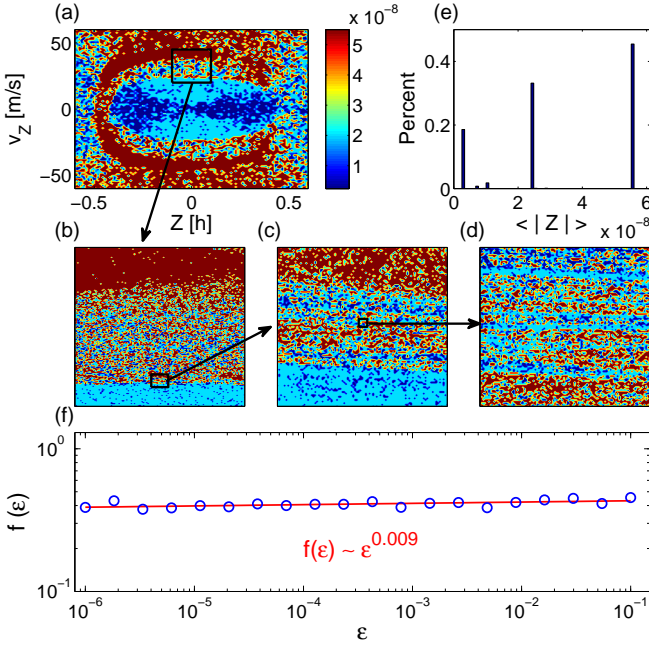 (a)
x 10⁻⁸
v_Z [m/s]
50
0
−50
−0.5
0
0.5
Z [h]
5
4
3
2
1
(e)
Percent
0.4
0.2
0
0
2
4
6
< | Z | >
x 10⁻⁸
(b)
(c)
(d)
(f)
f (ε)
10⁰
10⁻¹
f(ε) ~ ε^0.009
10⁻⁶
10⁻⁵
10⁻⁴
10⁻³
10⁻²
10⁻¹
ε